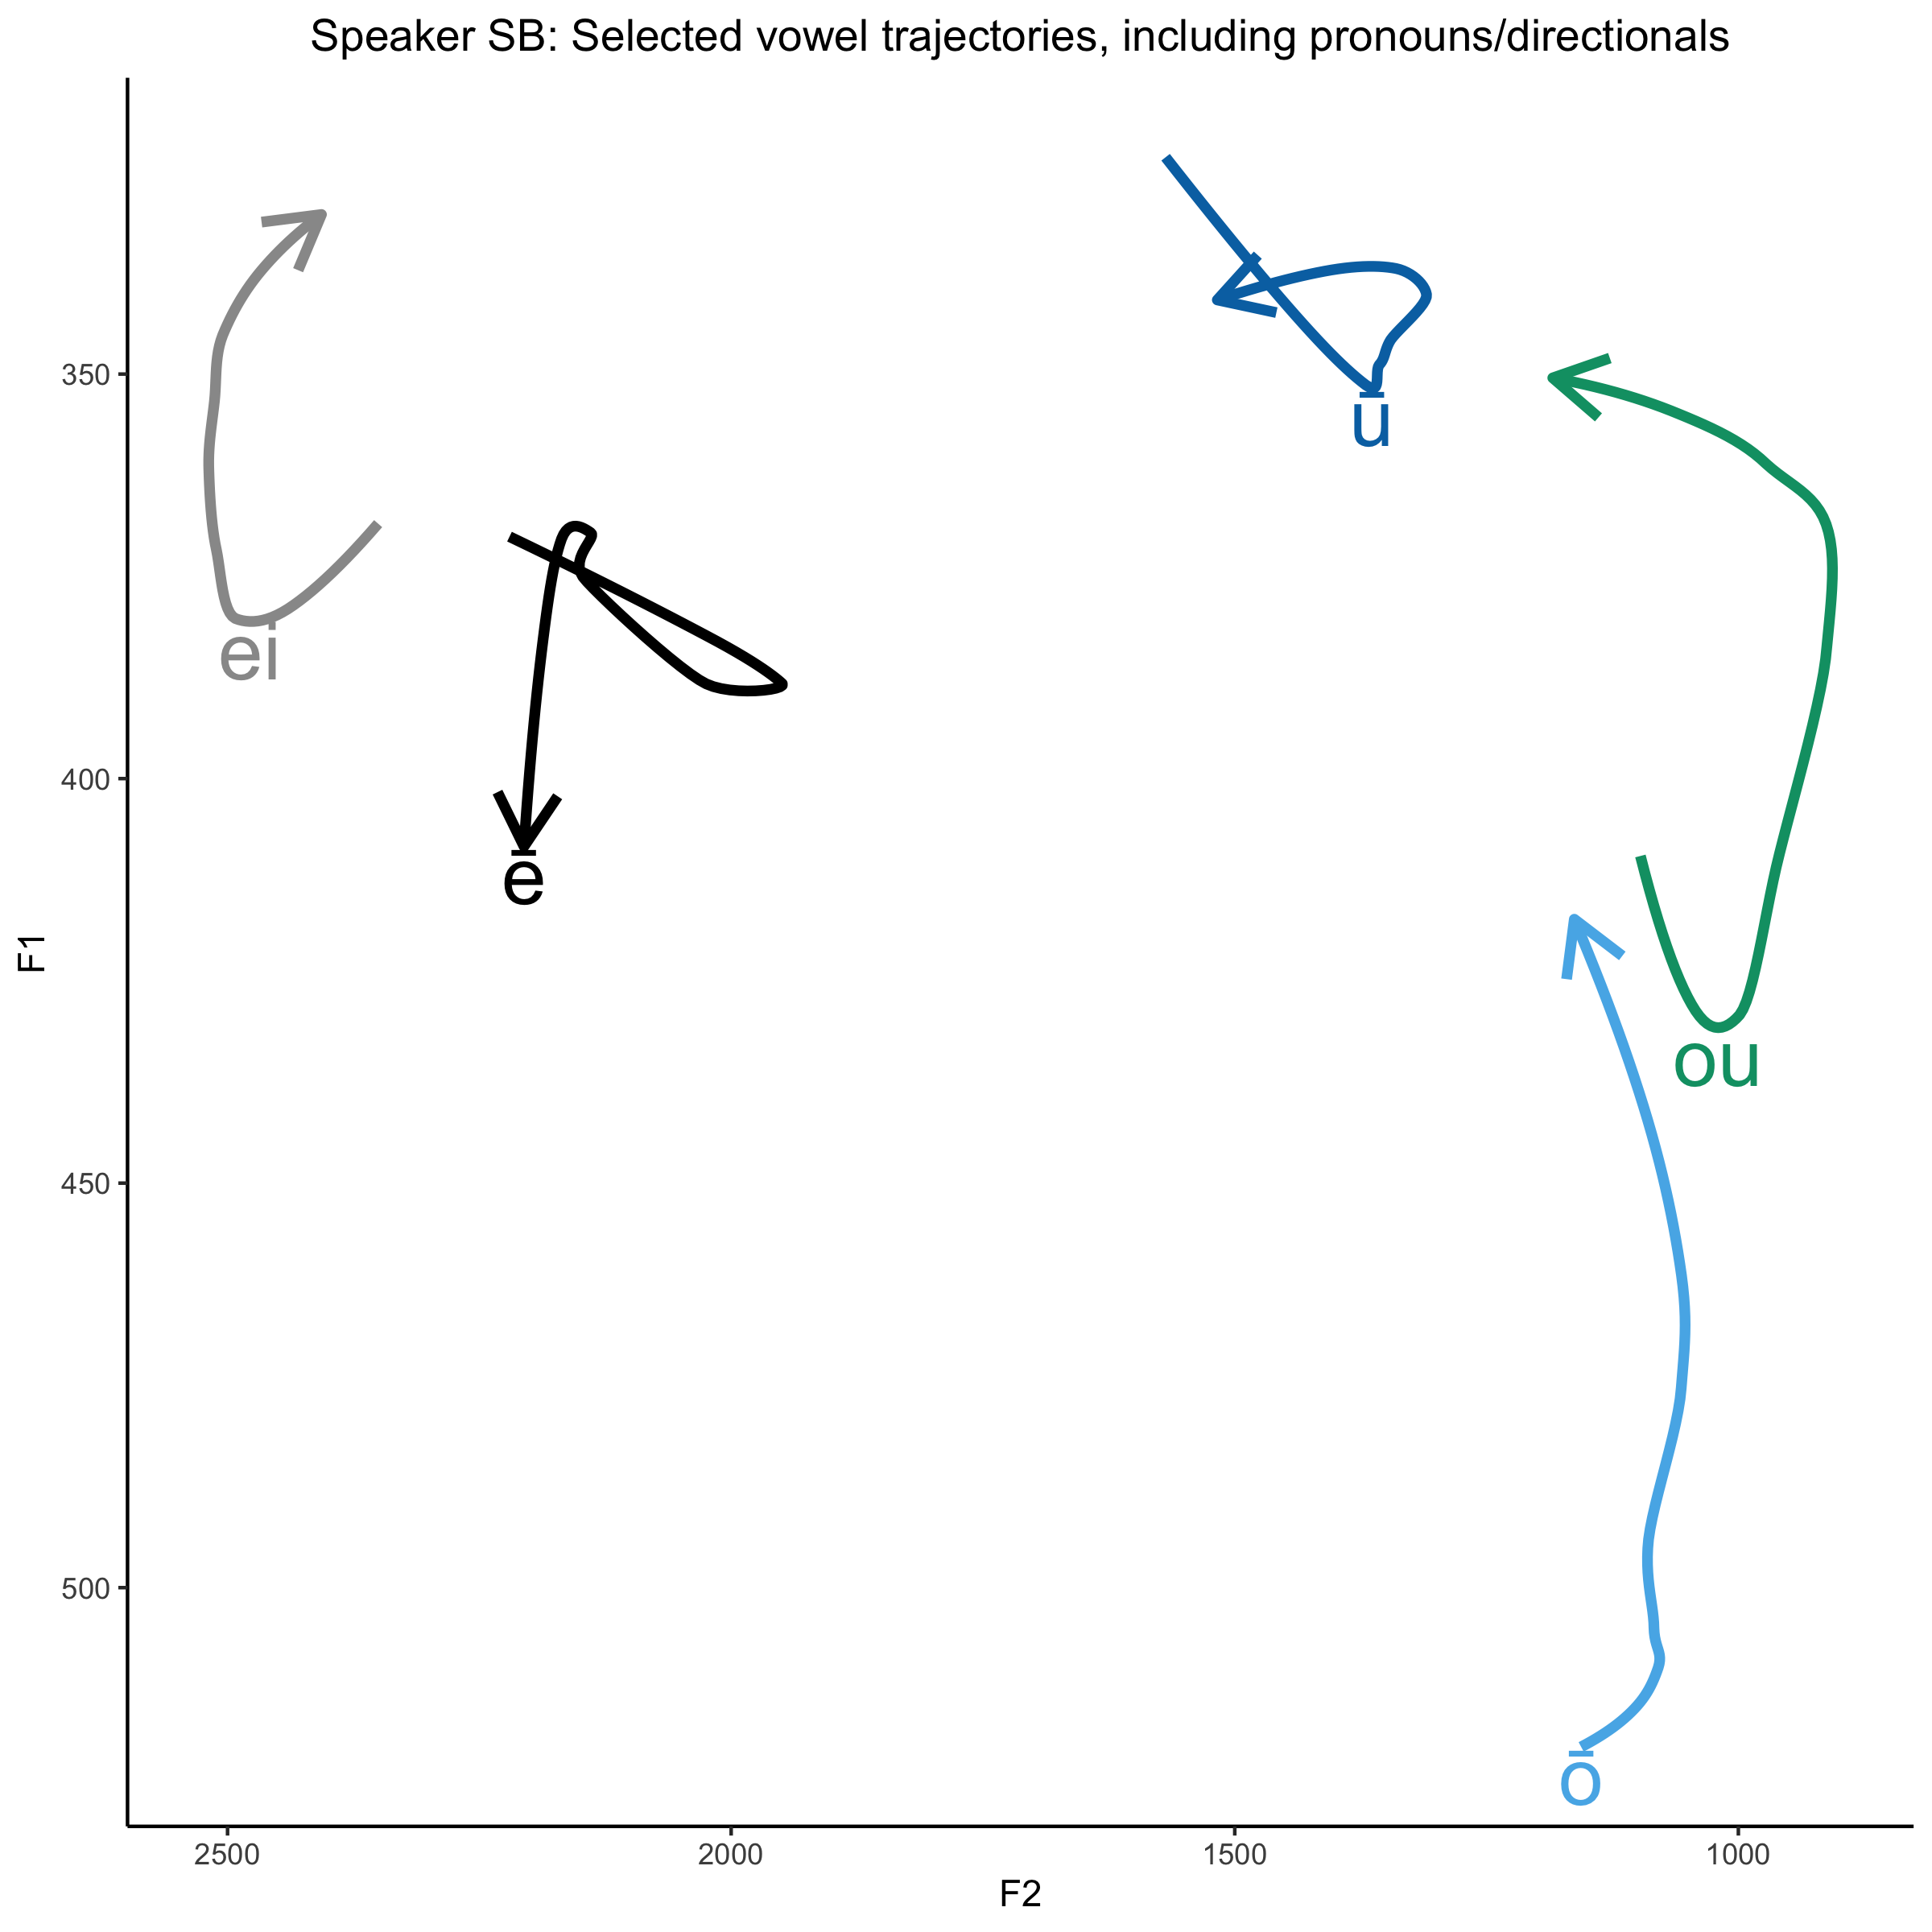 Speaker SB: Selected vowel trajectories, including pronouns/directionals
350
ū
ei
400
ē
F1
ou
450
500
ō
2500 2000 1500 1000
F2